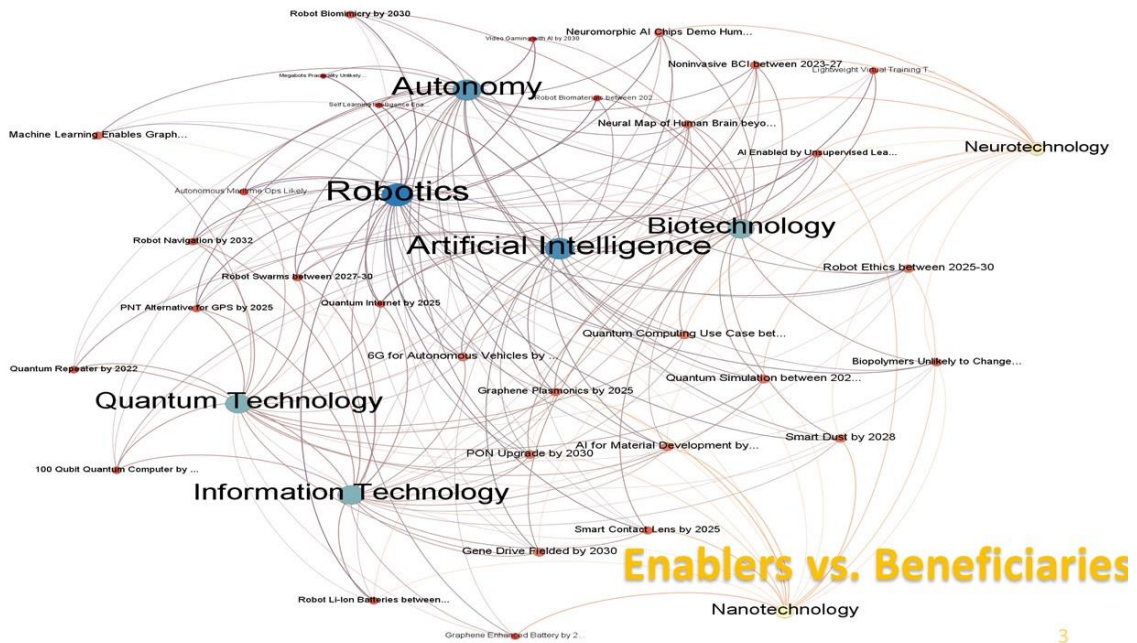 Robot Biomimicry by 2030
Video Gaming with AI by 2030
Neuromorphic AI Chips Demo Hum...
Noninvasive BCI between 2023-27
Lightweight Virtual Training T...
Autonomy
Robot Biomaterials between 202...
Machine Learning Enables Graph...
Neural Map of Human Brain beyo...
AI Enabled by Unsupervised Lea...
Neurotechnology
Autonomous Maritime Ops Likely...
Robotics
Biotechnology
Artificial Intelligence
Robot Navigation by 2032
Robot Swarms between 2027-30
Robot Ethics between 2025-30
PNT Alternative for GPS by 2025
Quantum Internet by 2025
Quantum Computing Use Case bet...
6G for Autonomous Vehicles by ...
Biopolymers Unlikely to Change...
Quantum Repeater by 2022
Quantum Simulation between 202...
Graphene Plasmonics by 2025
Quantum Technology
Smart Dust by 2028
AI for Material Development by...
PON Upgrade by 2030
100 Qubit Quantum Computer by ...
Information Technology
Smart Contact Lens by 2025
Gene Drive Fielded by 2030
Enablers vs. Beneficiaries
Robot Li-Ion Batteries between...
Nanotechnology
Graphene Enhanced Battery by 2...
3